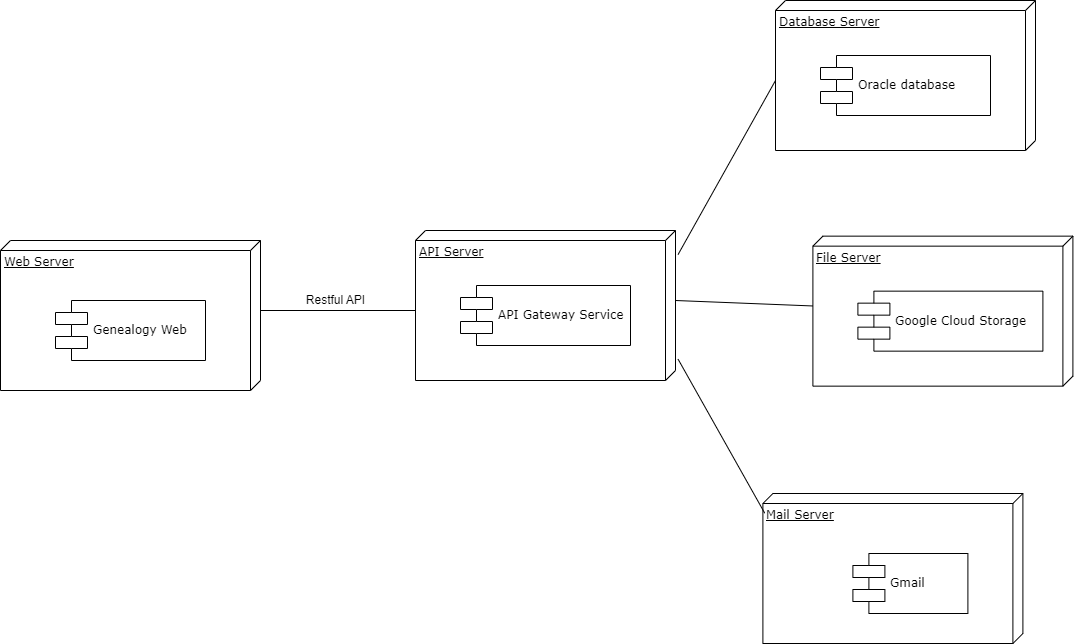 Database Server
Oracle database
Web Server
Genealogy Web
Restful API
API Server
API Gateway Service
File Server
Google Cloud Storage
Mail Server
Gmail